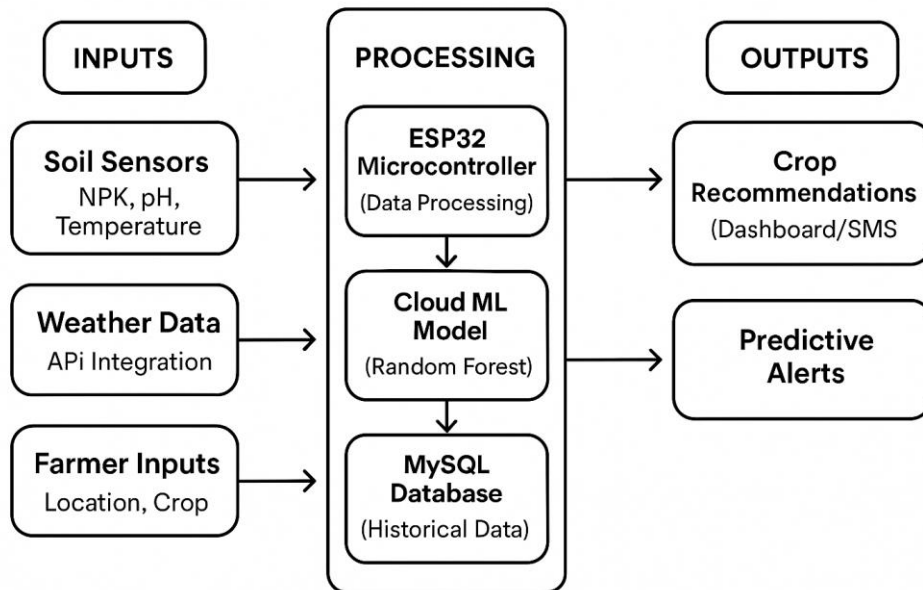 INPUTS
Soil Sensors
NPK, pH,
Temperature
Weather Data
APi Integration
Farmer Inputs
Location, Crop
PROCESSING
ESP32
Microcontroller
(Data Processing)
Cloud ML
Model
(Random Forest)
MySQL
Database
(Historical Data)
OUTPUTS
Crop
Recommendations
(Dashboard/SMS
Predictive
Alerts